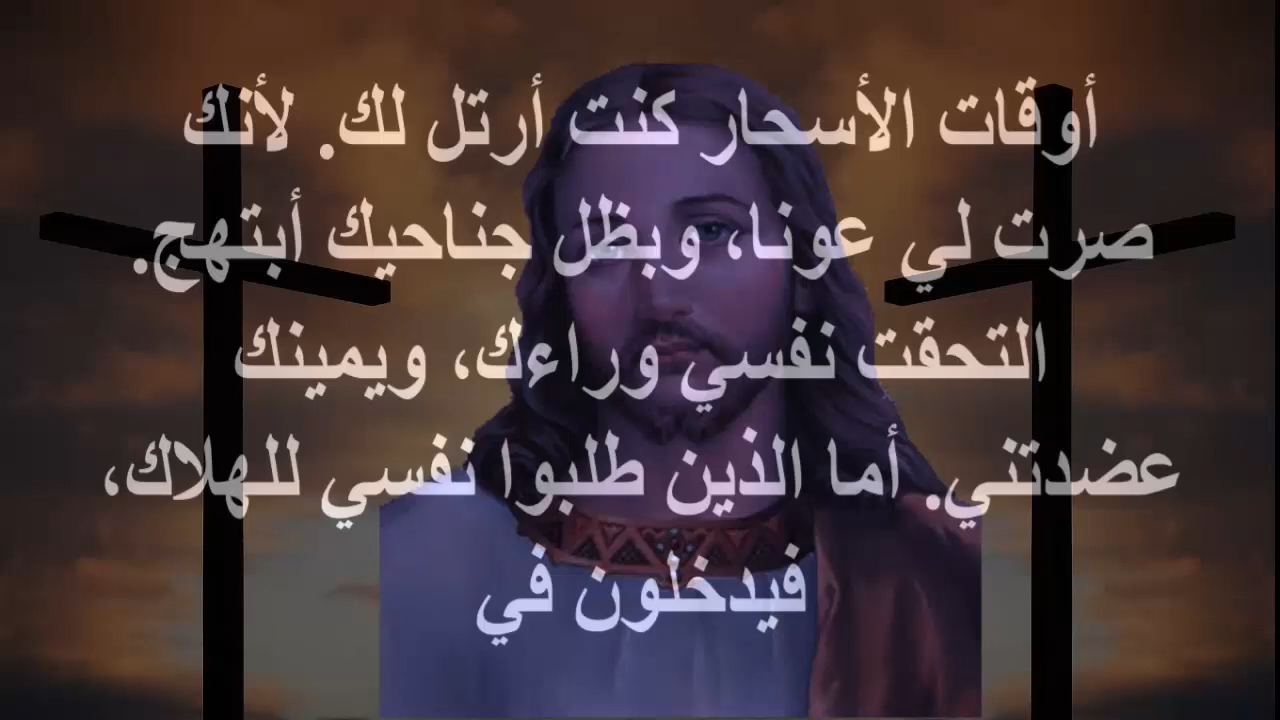 أوقات الأسحار كنت أرتل لك. لأنك
صرت لي عونا، وبظل جناحيك أبتهج.
التحقت نفسي وراءك، ويمينك
عضدتني. أما الذين طلبوا نفسي للهلاك،
فيدخلون في